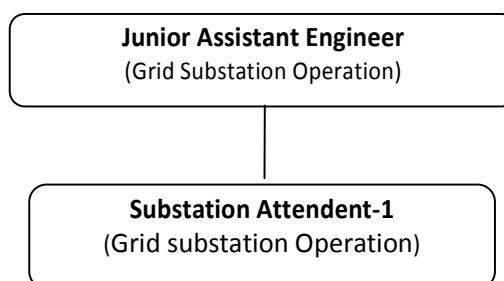 Junior Assistant Engineer
(Grid Substation Operation)
Substation Attendent-1
(Grid substation Operation)